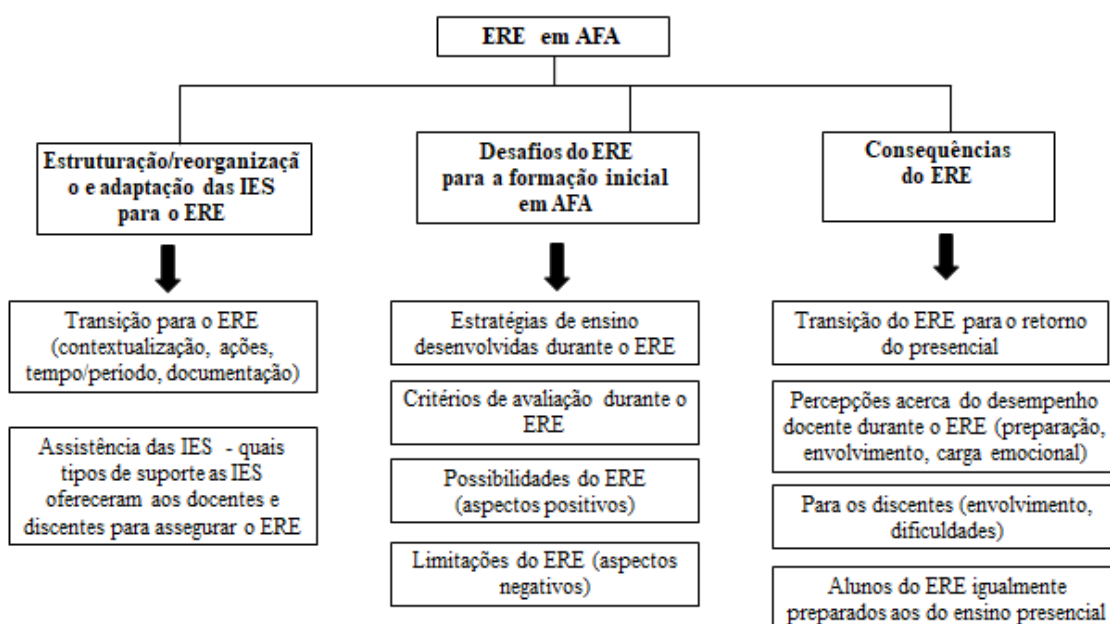 ERE em AFA
Estruturação/reorganizaçã
o e adaptação das IES
para o ERE
Transição para o ERE
(contextualização, ações,
tempo/periodo, documentação)
Assistência das IES - quais
tipos de suporte as IES
ofereceram aos docentes e
discentes para assegurar o ERE
Desafios do ERE
para a formação inicial
em AFA
Estratégias de ensino
desenvolvidas durante o ERE
Critérios de avaliação durante o
ERE
Possibilidades do ERE
(aspectos positivos)
Limitações do ERE (aspectos
negativos)
Consequências
do ERE
Transição do ERE para o retorno
do presencial
Percepções acerca do desempenho
docente durante o ERE (preparação,
envolvimento, carga emocional)
Para os discentes (envolvimento,
dificuldades)
Alunos do ERE igualmente
preparados aos do ensino presencial